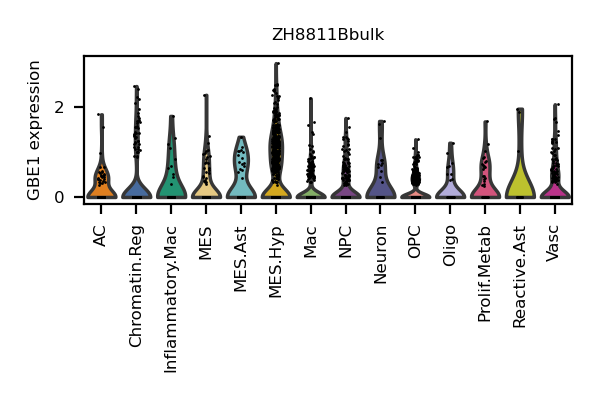 ZH8811Bbulk
GBE1 expression
2
0
AC
Chromatin.Reg
Inflammatory.Mac
MES
MES.Ast
MES.Hyp
Mac
NPC
Neuron
OPC
Oligo
Prolif.Metab
Reactive.Ast
Vasc